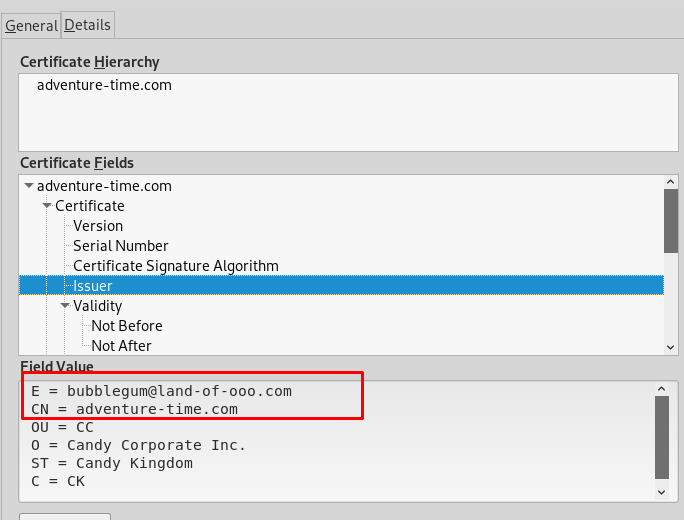 General Details
Certificate Hierarchy
adventure-time.com
Certificate Fields
adventure-time.com
Certificate
Version
Serial Number
Certificate Signature Algorithm
Issuer
Validity
Not Before
Not After
Field Value
E = bubblegum@land-of-ooo.com
CN = adventure-time.com
OU = CC
O = Candy Corporate Inc.
ST = Candy Kingdom
C = CK